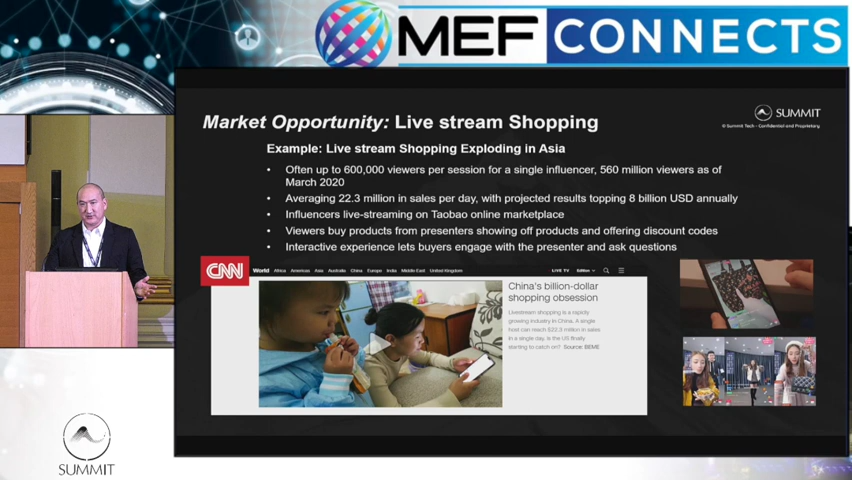 MEF CONNECTS
Market Opportunity: Live stream Shopping
SUMMIT
© Summit Tech - Confidential and Proprietary
Example: Live stream Shopping Exploding in Asia
• Often up to 600,000 viewers per session for a single influencer, 560 million viewers as of
March 2020
• Averaging 22.3 million in sales per day, with projected results topping 8 billion USD annually
• Influencers live-streaming on Taobao online marketplace
• Viewers buy products from presenters showing off products and offering discount codes
• Interactive experience lets buyers engage with the presenter and ask questions
CNN
World Africa Americas Asia Australia China Europe India Middle East United Kingdom
LIVE TV Edition
China's billion-dollar
shopping obsession
Livestream shopping is a rapidly
growing industry in China. A single
host can reach $22.3 million in sales
in a single day. Is the US finally
starting to catch on? Source: BEME
SUMMIT